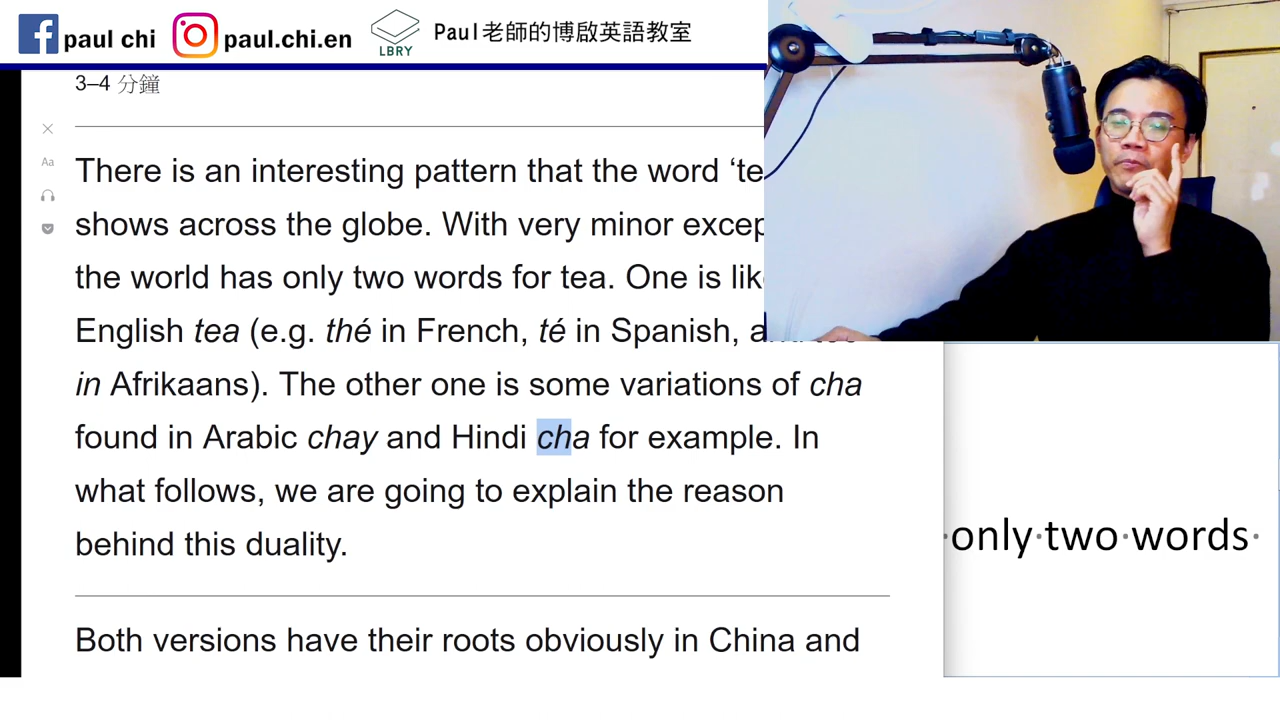 paul chi
paul.chi.en
LBRY
Paul老師的博啟英語教室
3–4 分鐘
Aa
There is an interesting pattern that the word ‘te
shows across the globe. With very minor excep
the world has only two words for tea. One is lik
English tea (e.g. thé in French, té in Spanish,
in Afrikaans). The other one is some variations of cha
found in Arabic chay and Hindi cha for example. In
what follows, we are going to explain the reason
behind this duality.
only two words
Both versions have their roots obviously in China and